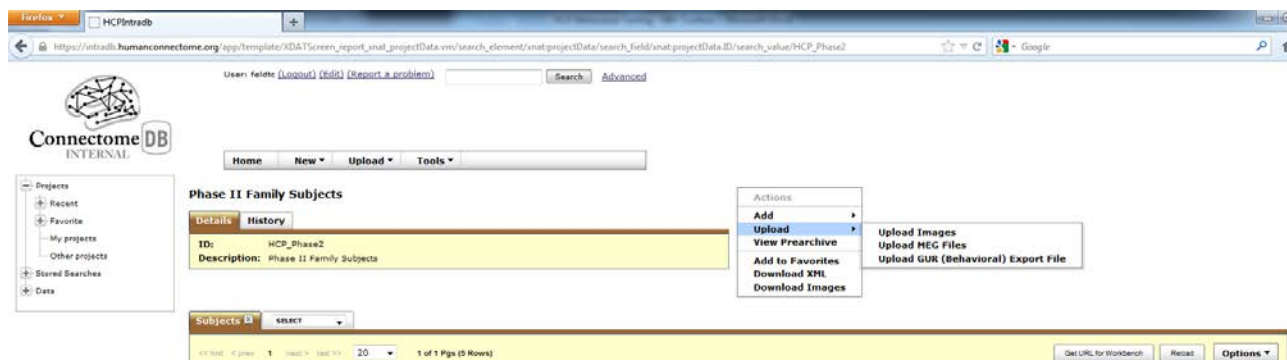 Firefox
HCPIntradb
https://intradb.humanconnectome.org/app/template/XDATScreen_report_xnat_projectData.vm/search_element/xnat:projectData/search_field/xnat:projectData.ID/search_value/HCP_Phase2
Google
User: feldtc (Logout) (Edit) (Report a problem)
Search
Advanced
Connectome DB
INTERNAL
Home New Upload Tools
Projects
Recent
Favorite
My projects
Other projects
Stored Searches
Data
Phase II Family Subjects
Details History
ID: HCP_Phase2
Description: Phase II Family Subjects
Actions
Add
Upload
View Prearchive
Add to Favorites
Download XML
Download Images
Upload Images
Upload MEG Files
Upload GUR (Behavioral) Export File
Subjects SELECT
<< first < prev 1 next > last >> 20 1 of 1 Pgs (5 Rows)
Get URL for Workbench Reload Options